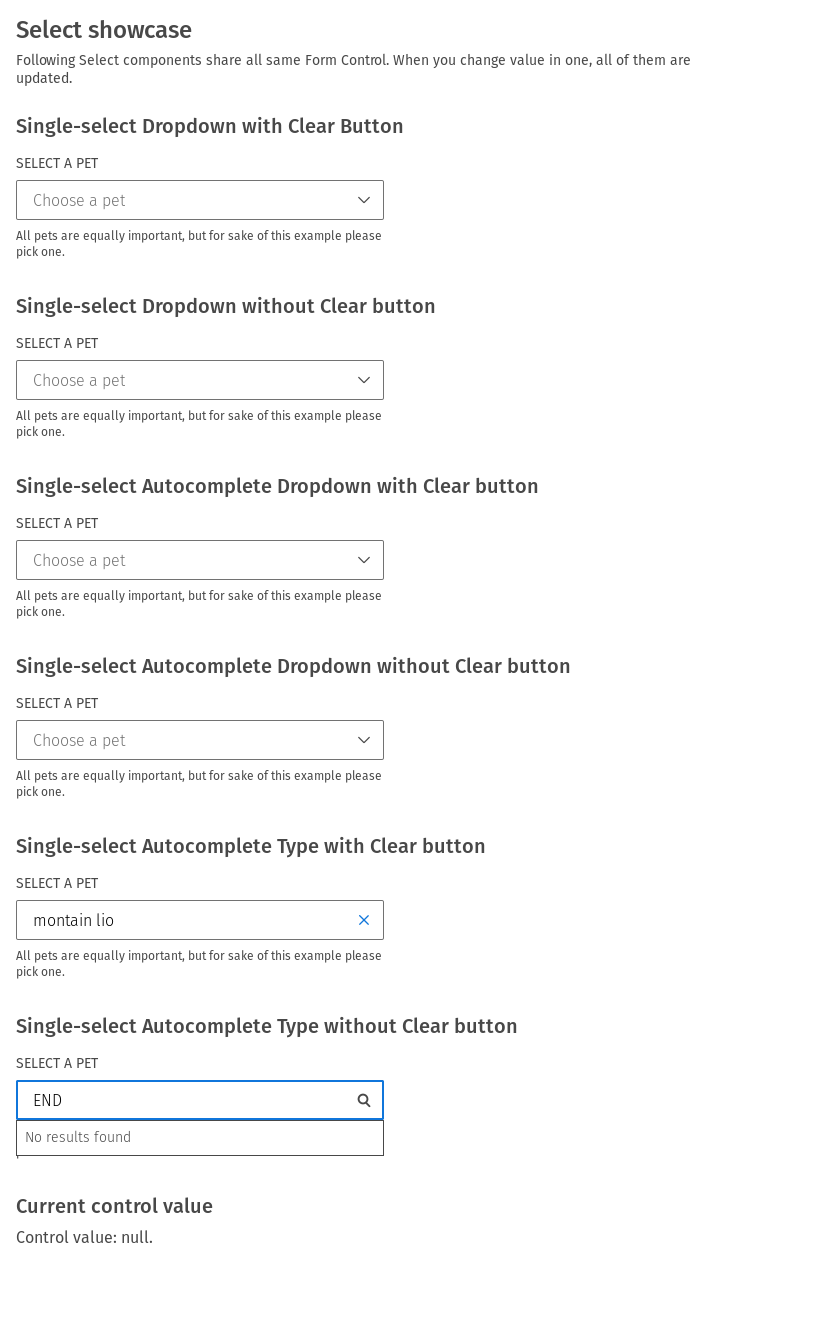 Select showcase
Following Select components share all same Form Control. When you change value in one, all of them are
updated.
Single-select Dropdown with Clear Button
SELECT A PET
Choose a pet
All pets are equally important, but for sake of this example please
pick one.
Single-select Dropdown without Clear button
SELECT A PET
Choose a pet
All pets are equally important, but for sake of this example please
pick one.
Single-select Autocomplete Dropdown with Clear button
SELECT A PET
Choose a pet
All pets are equally important, but for sake of this example please
pick one.
Single-select Autocomplete Dropdown without Clear button
SELECT A PET
Choose a pet
All pets are equally important, but for sake of this example please
pick one.
Single-select Autocomplete Type with Clear button
SELECT A PET
montain lio
All pets are equally important, but for sake of this example please
pick one.
Single-select Autocomplete Type without Clear button
SELECT A PET
END
No results found
Current control value
Control value: null.